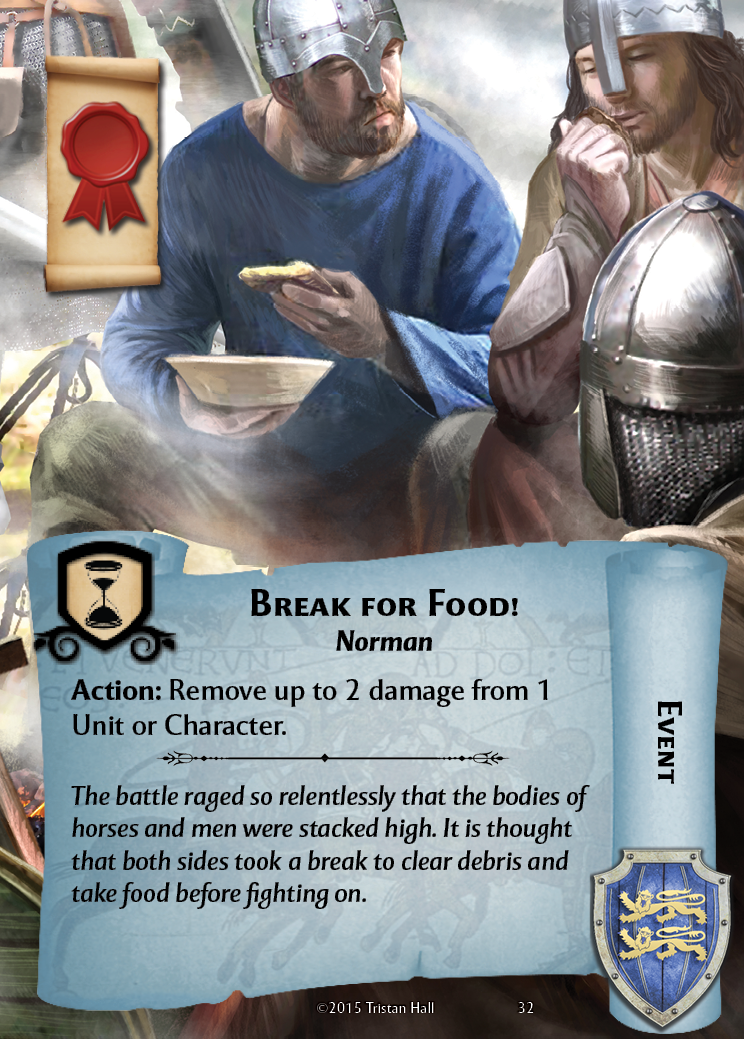 BREAK FOR FOOD!
Norman
Action: Remove up to 2 damage from 1
Unit or Character.
The battle raged so relentlessly that the bodies of
horses and men were stacked high. It is thought
that both sides took a break to clear debris and
take food before fighting on.
EVENT
©2015 Tristan Hall
32